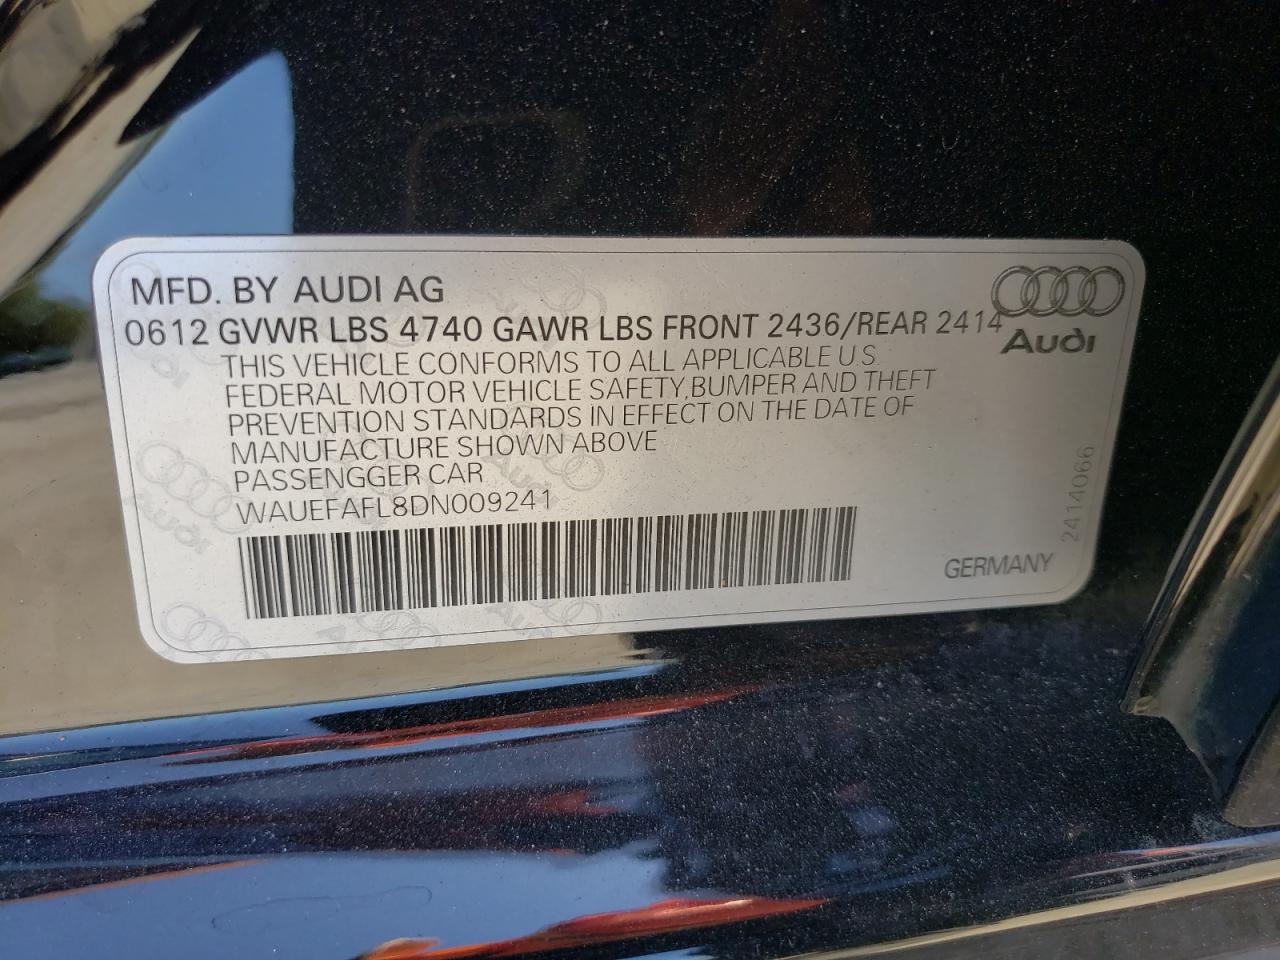 MFD. BY AUDI AG
0612 GVWR LBS 4740 GAWR LBS FRONT 2436/REAR 2414
Audi
THIS VEHICLE CONFORMS TO ALL APPLICABLE U.S.
FEDERAL MOTOR VEHICLE SAFETY, BUMPER AND THEFT
PREVENTION STANDARDS IN EFFECT ON THE DATE OF
MANUFACTURE SHOWN ABOVE
PASSENGGER CAR
WAUEFAFL8DN009241
GERMANY
2414066